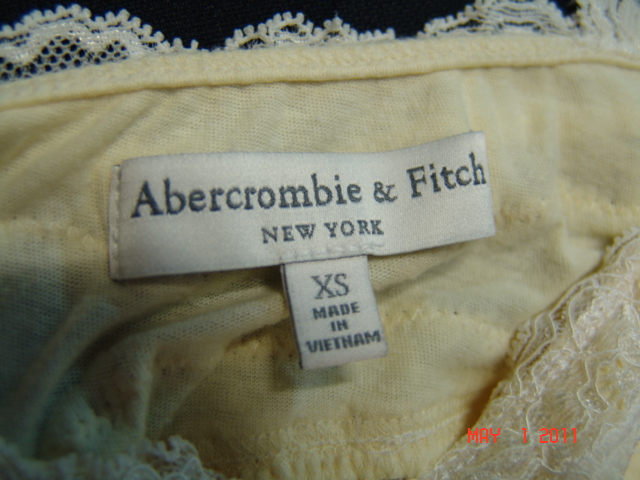 Abercrombie & Fitch
NEW YORK
XS
MADE
IN
VIETNAM
MAY 1 2011